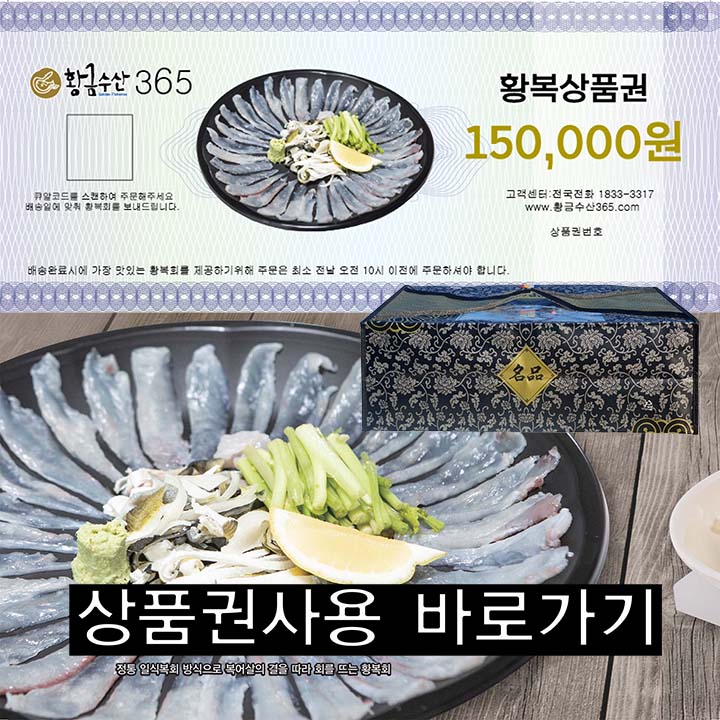 황금수산 365
황복상품권
150,000원
큐알코드를 스캔하여 주문해주세요
배송일에 맞춰 황복회를 보내드립니다.
고객센터:전국전화 1833-3317
www.황금수산365.com
상품권번호
배송완료시에 가장 맛있는 황복회를 제공하기위해 주문은 최소 전날 오전 10시 이전에 주문하셔야 합니다.
名品
상품권사용 바로가기
정통 일식복회 방식으로 복어살의 결을 따라 회를 뜨는 황복회